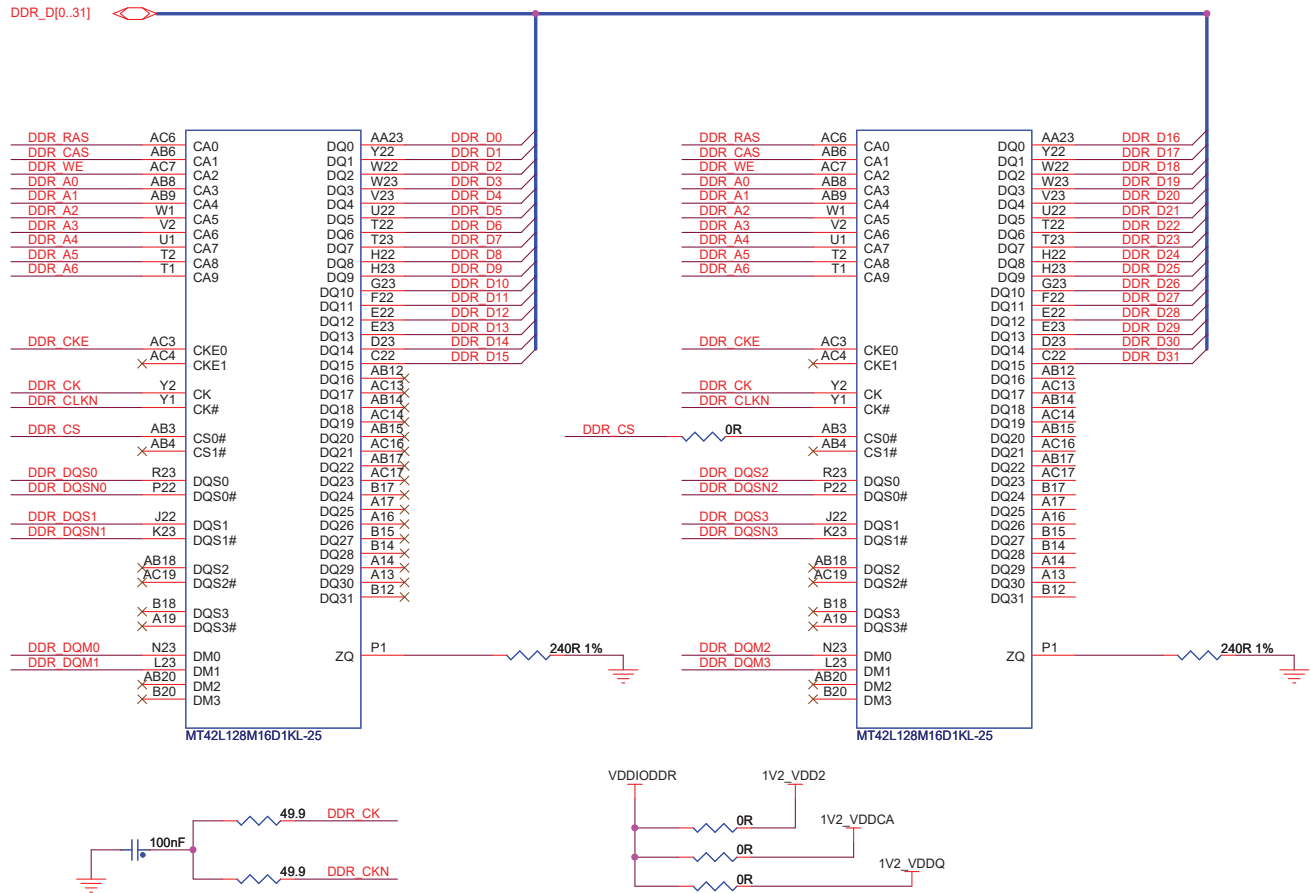 DDR_D[0..31]
DDR_RAS AC6 CA0 DQ0 AA23 DDR_D0
DDR_CAS AB6 CA1 DQ1 Y22 DDR_D1
DDR_WE AC7 CA2 DQ2 W22 DDR_D2
DDR_A0 AB8 CA3 DQ3 W23 DDR_D3
DDR_A1 AB9 CA4 DQ4 V23 DDR_D4
DDR_A2 W1 CA5 DQ5 U22 DDR_D5
DDR_A3 V2 CA6 DQ6 T22 DDR_D6
DDR_A4 U1 CA7 DQ7 T23 DDR_D7
DDR_A5 T2 CA8 DQ8 H22 DDR_D8
DDR_A6 T1 CA9 DQ9 H23 DDR_D9
DQ10 G23 DDR_D10
DQ11 F22 DDR_D11
DQ12 E22 DDR_D12
DQ13 E23 DDR_D13
DDR_CKE AC3 CKE0 DQ14 D23 DDR_D14
AC4 CKE1 DQ15 C22 DDR_D15
DQ16 AB12
DDR_CK Y2 CK DQ17 AC13
DDR_CLKN Y1 CK# DQ18 AB14
DQ19 AC14
DDR_CS AB3 CS0# DQ20 AB15
AB4 CS1# DQ21 AC16
DQ22 AB17
DDR_DQS0 R23 DQS0 DQ23 AC17
DDR_DQSN0 P22 DQS0# DQ24 B17
DQ25 A17
DDR_DQS1 J22 DQS1 DQ26 A16
DDR_DQSN1 K23 DQS1# DQ27 B15
DQ28 B14
AB18 DQS2 DQ29 A14
AC19 DQS2# DQ30 A13
DQ31 B12
B18 DQS3
A19 DQS3#
DDR_DQM0 N23 DM0 ZQ P1 240R 1%
DDR_DQM1 L23 DM1
AB20 DM2
B20 DM3
MT42L128M16D1KL-25
DDR_RAS AC6 CA0 DQ0 AA23 DDR_D16
DDR_CAS AB6 CA1 DQ1 Y22 DDR_D17
DDR_WE AC7 CA2 DQ2 W22 DDR_D18
DDR_A0 AB8 CA3 DQ3 W23 DDR_D19
DDR_A1 AB9 CA4 DQ4 V23 DDR_D20
DDR_A2 W1 CA5 DQ5 U22 DDR_D21
DDR_A3 V2 CA6 DQ6 T22 DDR_D22
DDR_A4 U1 CA7 DQ7 T23 DDR_D23
DDR_A5 T2 CA8 DQ8 H22 DDR_D24
DDR_A6 T1 CA9 DQ9 H23 DDR_D25
DQ10 G23 DDR_D26
DQ11 F22 DDR_D27
DQ12 E22 DDR_D28
DQ13 E23 DDR_D29
DDR_CKE AC3 CKE0 DQ14 D23 DDR_D30
AC4 CKE1 DQ15 C22 DDR_D31
DQ16 AB12
DDR_CK Y2 CK DQ17 AC13
DDR_CLKN Y1 CK# DQ18 AB14
DQ19 AC14
DDR_CS 0R AB3 CS0# DQ20 AB15
AB4 CS1# DQ21 AC16
DQ22 AB17
DDR_DQS2 R23 DQS0 DQ23 AC17
DDR_DQSN2 P22 DQS0# DQ24 B17
DQ25 A17
DDR_DQS3 J22 DQS1 DQ26 A16
DDR_DQSN3 K23 DQS1# DQ27 B15
DQ28 B14
AB18 DQS2 DQ29 A14
AC19 DQS2# DQ30 A13
DQ31 B12
B18 DQS3
A19 DQS3#
DDR_DQM2 N23 DM0 ZQ P1 240R 1%
DDR_DQM3 L23 DM1
AB20 DM2
B20 DM3
MT42L128M16D1KL-25
49.9 DDR_CK
100nF
49.9 DDR_CKN
VDDIODDR 1V2_VDD2
0R 1V2_VDDCA
0R 1V2_VDDQ
0R